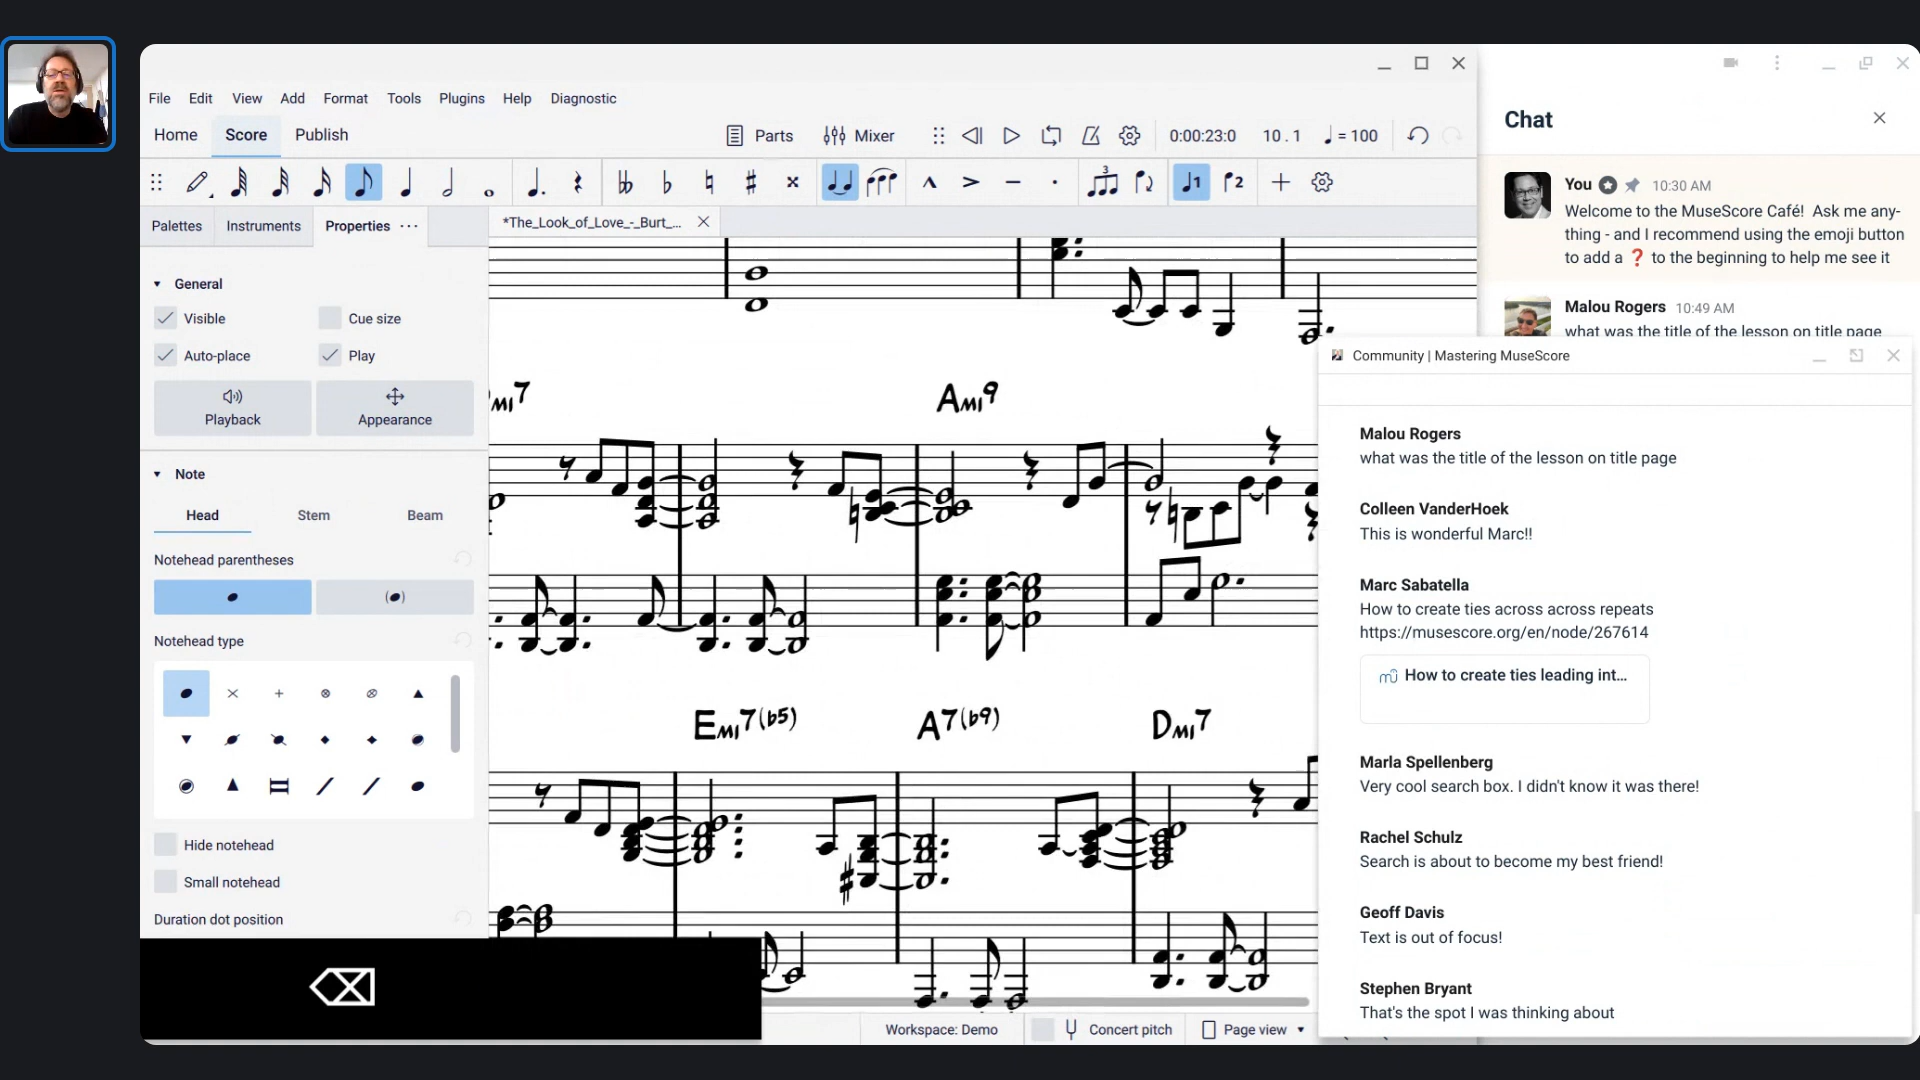 File Edit View Add Format Tools Plugins Help Diagnostic
Home Score Publish
Parts Mixer 0:00:23:0 10 . 1 = 100
1 2
3
Palettes Instruments Properties
*The_Look_of_Love_-_Burt_...
General
Visible Cue size
Auto-place Play
Playback Appearance
Note
Head Stem Beam
Notehead parentheses
Notehead type
Hide notehead
Small notehead
Duration dot position
MI7 AMI9
EMI7(b5) A7(b9) DMI7
Workspace: Demo Concert pitch Page view
Chat
You 10:30 AM
Welcome to the MuseScore Café! Ask me any-
thing - and I recommend using the emoji button
to add a ❓ to the beginning to help me see it
Malou Rogers 10:49 AM
what was the title of the lesson on title page
Community | Mastering MuseScore
Malou Rogers
what was the title of the lesson on title page
Colleen VanderHoek
This is wonderful Marc!!
Marc Sabatella
How to create ties across across repeats
https://musescore.org/en/node/267614
How to create ties leading int...
Marla Spellenberg
Very cool search box. I didn't know it was there!
Rachel Schulz
Search is about to become my best friend!
Geoff Davis
Text is out of focus!
Stephen Bryant
That's the spot I was thinking about